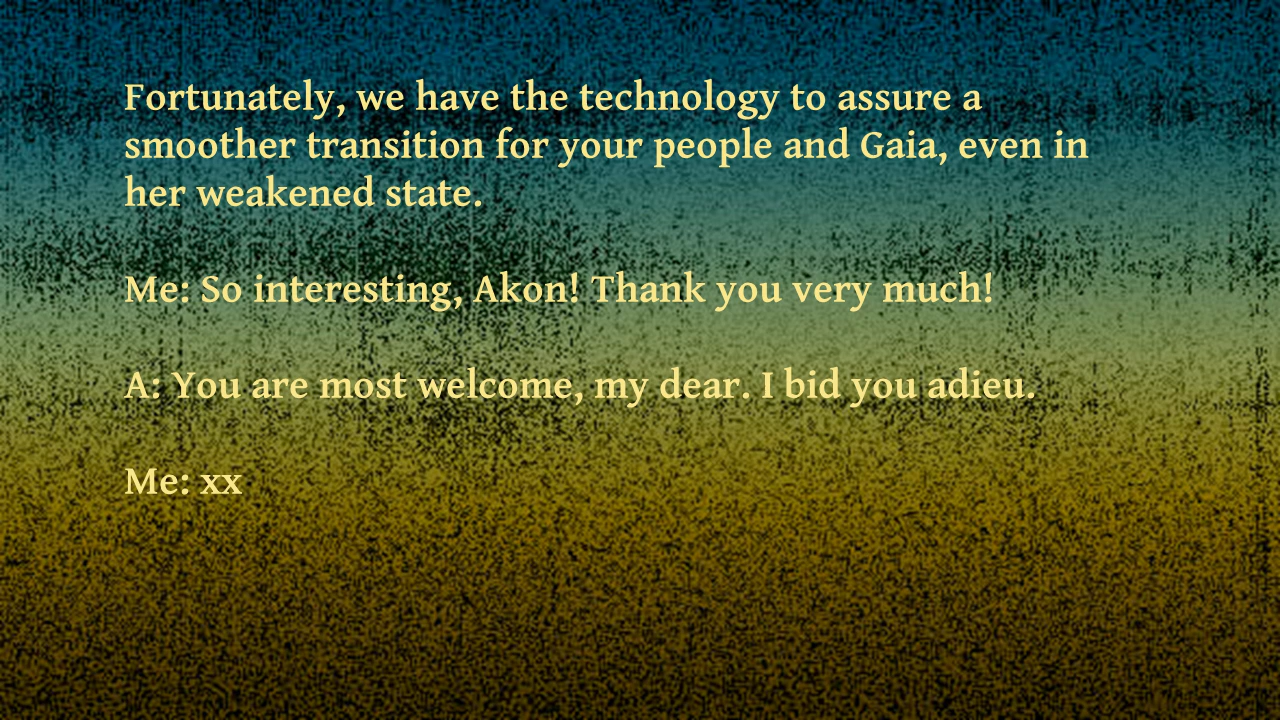 Fortunately, we have the technology to assure a
smoother transition for your people and Gaia, even in
her weakened state.
Me: So interesting, Akon! Thank you very much!
A: You are most welcome, my dear. I bid you adieu.
Me: xx